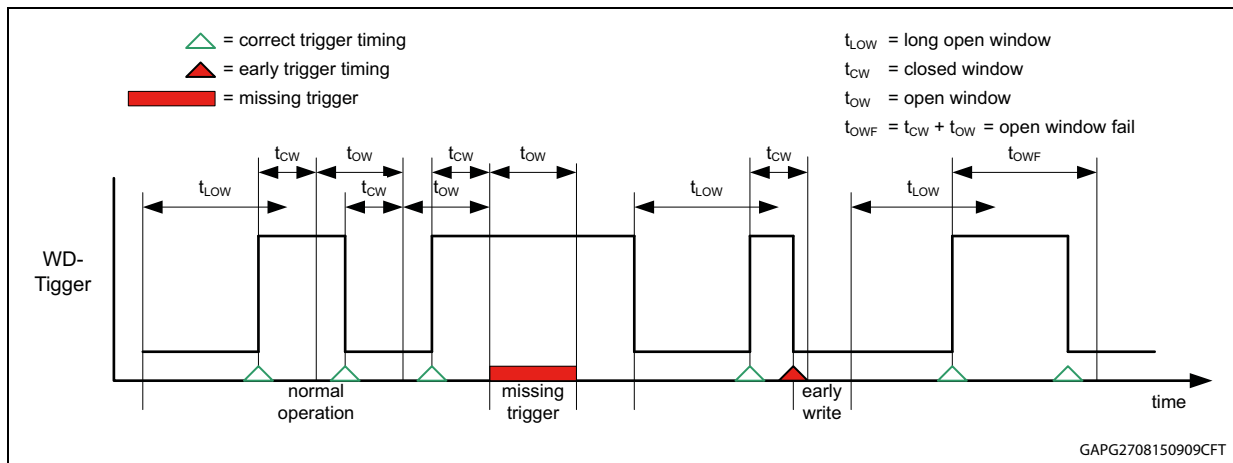 = correct trigger timing
= early trigger timing
= missing trigger
tLOW = long open window
tCW = closed window
tOW = open window
tOWF = tCW + tOW = open window fail
tCW tOW tCW tOW tCW tOWF
tLOW tCW tOW tLOW tLOW
WD-
Tigger
normal
operation
missing
trigger
early
write
time
GAPG2708150909CFT